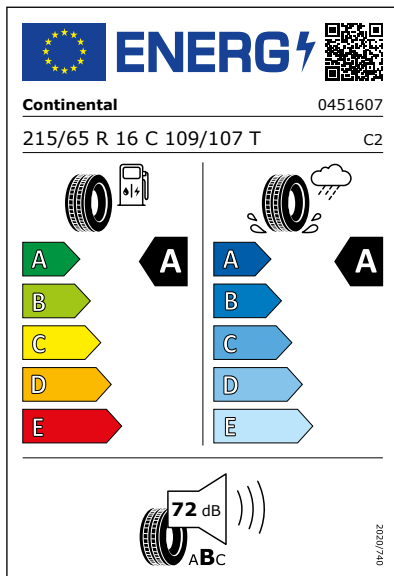 ENERG
Continental 0451607
215/65 R 16 C 109/107 T C2
A A A A
B B
C C
D D
E E
72 dB
ABC
2020/740